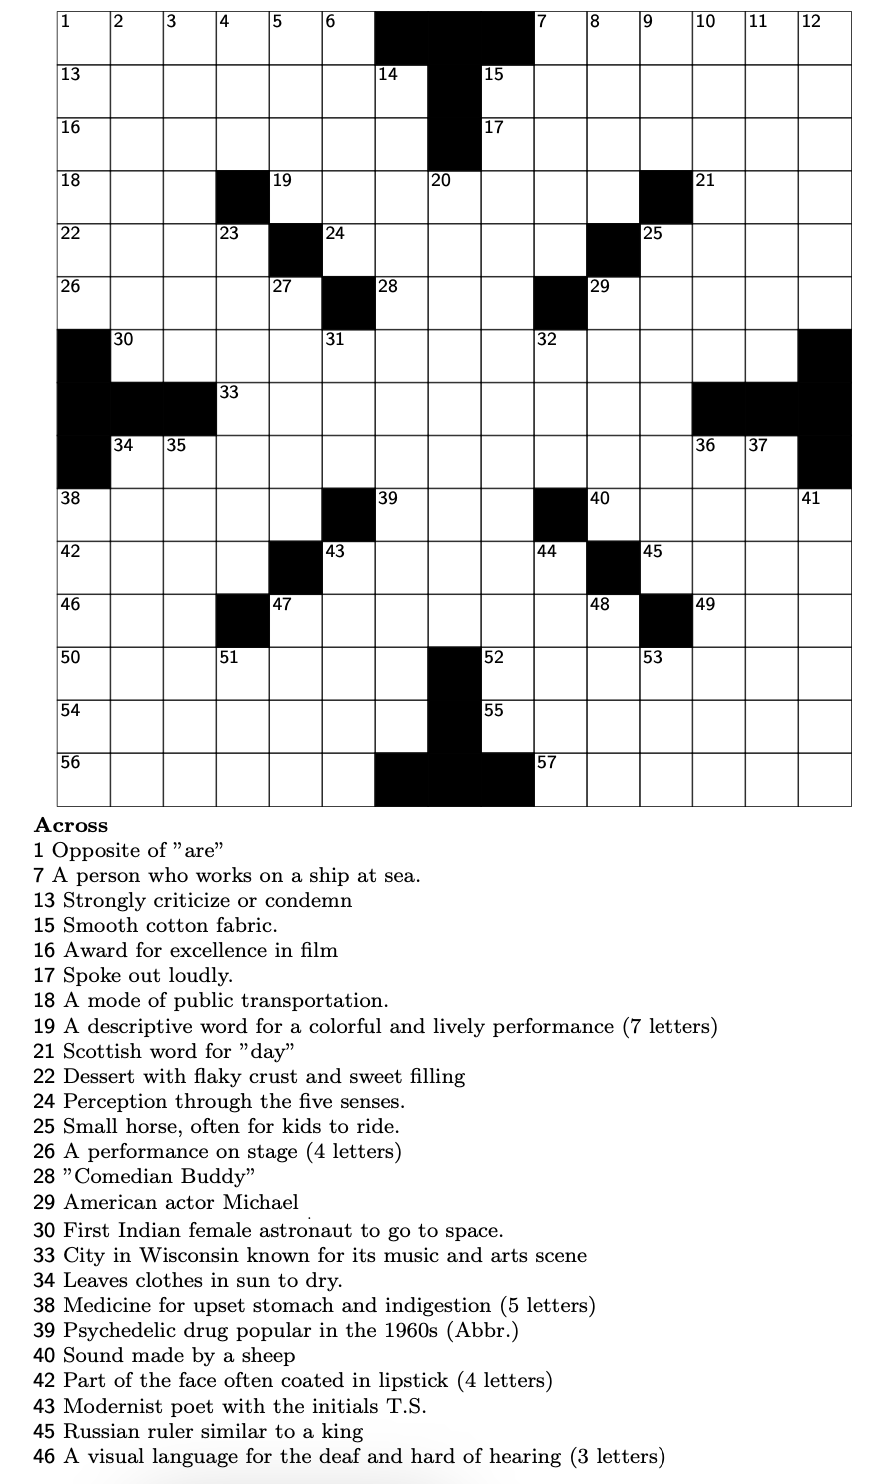 1 2 3 4 5 6 7 8 9 10 11 12
13 14 15
16 17
18 19 20 21
22 23 24 25
26 27 28 29
30 31 32
33
34 35 36 37
38 39 40 41
42 43 44 45
46 47 48 49
50 51 52 53
54 55
56 57
Across
1 Opposite of "are"
7 A person who works on a ship at sea.
13 Strongly criticize or condemn
15 Smooth cotton fabric.
16 Award for excellence in film
17 Spoke out loudly.
18 A mode of public transportation.
19 A descriptive word for a colorful and lively performance (7 letters)
21 Scottish word for "day"
22 Dessert with flaky crust and sweet filling
24 Perception through the five senses.
25 Small horse, often for kids to ride.
26 A performance on stage (4 letters)
28 "Comedian Buddy"
29 American actor Michael
30 First Indian female astronaut to go to space.
33 City in Wisconsin known for its music and arts scene
34 Leaves clothes in sun to dry.
38 Medicine for upset stomach and indigestion (5 letters)
39 Psychedelic drug popular in the 1960s (Abbr.)
40 Sound made by a sheep
42 Part of the face often coated in lipstick (4 letters)
43 Modernist poet with the initials T.S.
45 Russian ruler similar to a king
46 A visual language for the deaf and hard of hearing (3 letters)